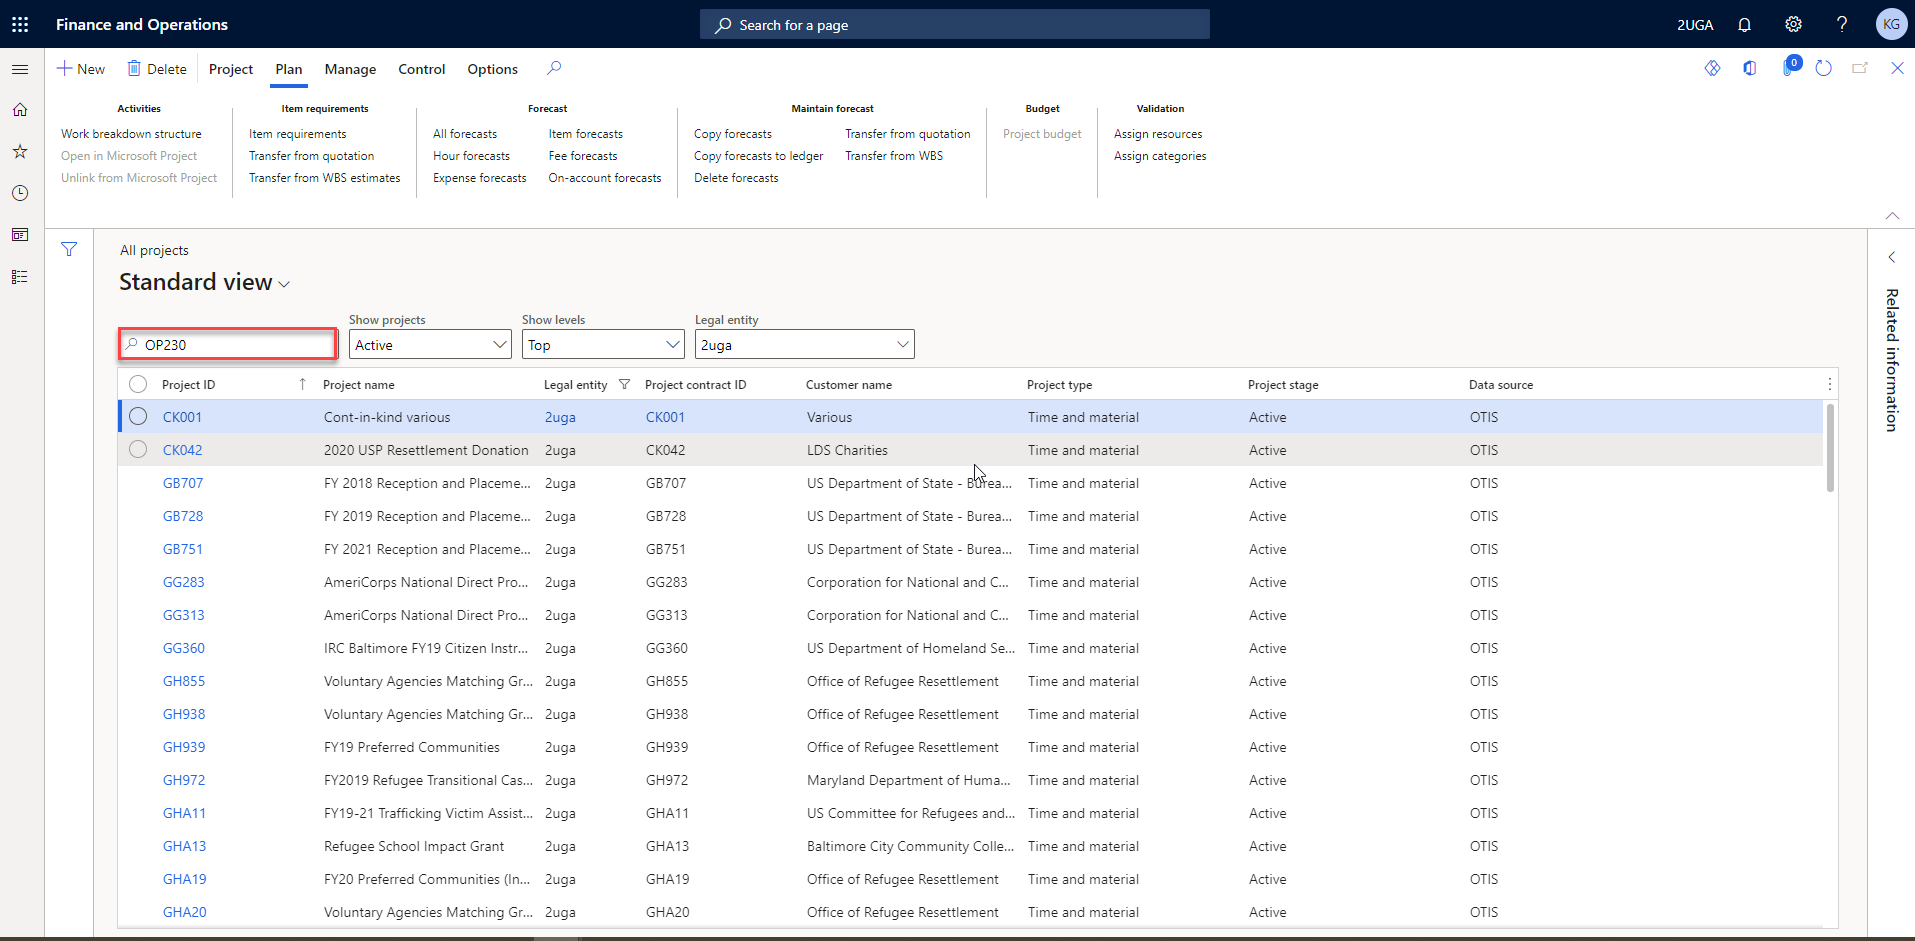 Finance and Operations
Search for a page
2UGA
KG
New
Delete
Project
Plan
Manage
Control
Options
0
Activities
Work breakdown structure
Open in Microsoft Project
Unlink from Microsoft Project
Item requirements
Item requirements
Transfer from quotation
Transfer from WBS estimates
Forecast
All forecasts Item forecasts
Hour forecasts Fee forecasts
Expense forecasts On-account forecasts
Maintain forecast
Copy forecasts Transfer from quotation
Copy forecasts to ledger Transfer from WBS
Delete forecasts
Budget
Project budget
Validation
Assign resources
Assign categories
All projects
Standard view
Show projects Show levels Legal entity
OP230 Active Top 2uga
Project ID Project name Legal entity Project contract ID Customer name Project type Project stage Data source
CK001 Cont-in-kind various 2uga CK001 Various Time and material Active OTIS
CK042 2020 USP Resettlement Donation 2uga CK042 LDS Charities Time and material Active OTIS
GB707 FY 2018 Reception and Placeme... 2uga GB707 US Department of State - Burea... Time and material Active OTIS
GB728 FY 2019 Reception and Placeme... 2uga GB728 US Department of State - Burea... Time and material Active OTIS
GB751 FY 2021 Reception and Placeme... 2uga GB751 US Department of State - Burea... Time and material Active OTIS
GG283 AmeriCorps National Direct Pro... 2uga GG283 Corporation for National and C... Time and material Active OTIS
GG313 AmeriCorps National Direct Pro... 2uga GG313 Corporation for National and C... Time and material Active OTIS
GG360 IRC Baltimore FY19 Citizen Instr... 2uga GG360 US Department of Homeland Se... Time and material Active OTIS
GH855 Voluntary Agencies Matching Gr... 2uga GH855 Office of Refugee Resettlement Time and material Active OTIS
GH938 Voluntary Agencies Matching Gr... 2uga GH938 Office of Refugee Resettlement Time and material Active OTIS
GH939 FY19 Preferred Communities 2uga GH939 Office of Refugee Resettlement Time and material Active OTIS
GH972 FY2019 Refugee Transitional Cas... 2uga GH972 Maryland Department of Huma... Time and material Active OTIS
GHA11 FY19-21 Trafficking Victim Assist... 2uga GHA11 US Committee for Refugees and... Time and material Active OTIS
GHA13 Refugee School Impact Grant 2uga GHA13 Baltimore City Community Colle... Time and material Active OTIS
GHA19 FY20 Preferred Communities (In... 2uga GHA19 Office of Refugee Resettlement Time and material Active OTIS
GHA20 Voluntary Agencies Matching Gr... 2uga GHA20 Office of Refugee Resettlement Time and material Active OTIS
Related information